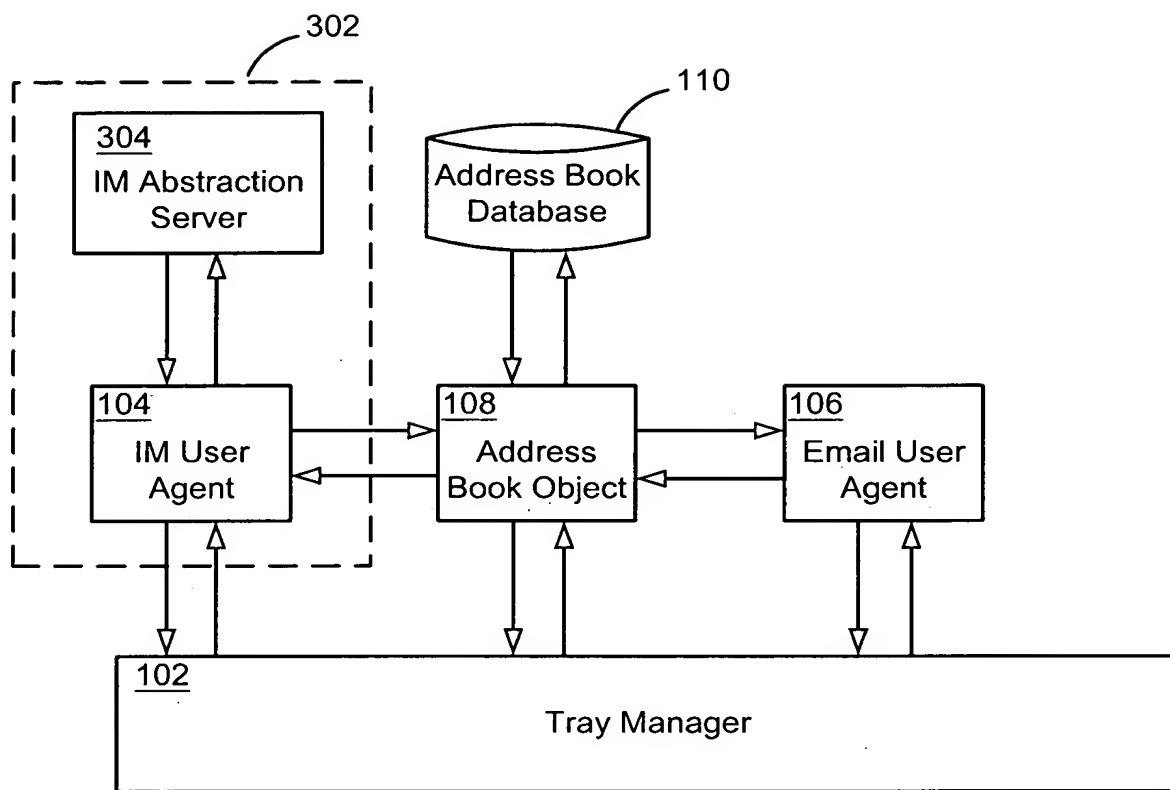 302
110
304
IM Abstraction
Server
Address Book
Database
104
IM User
Agent
108
Address
Book Object
106
Email User
Agent
102
Tray Manager